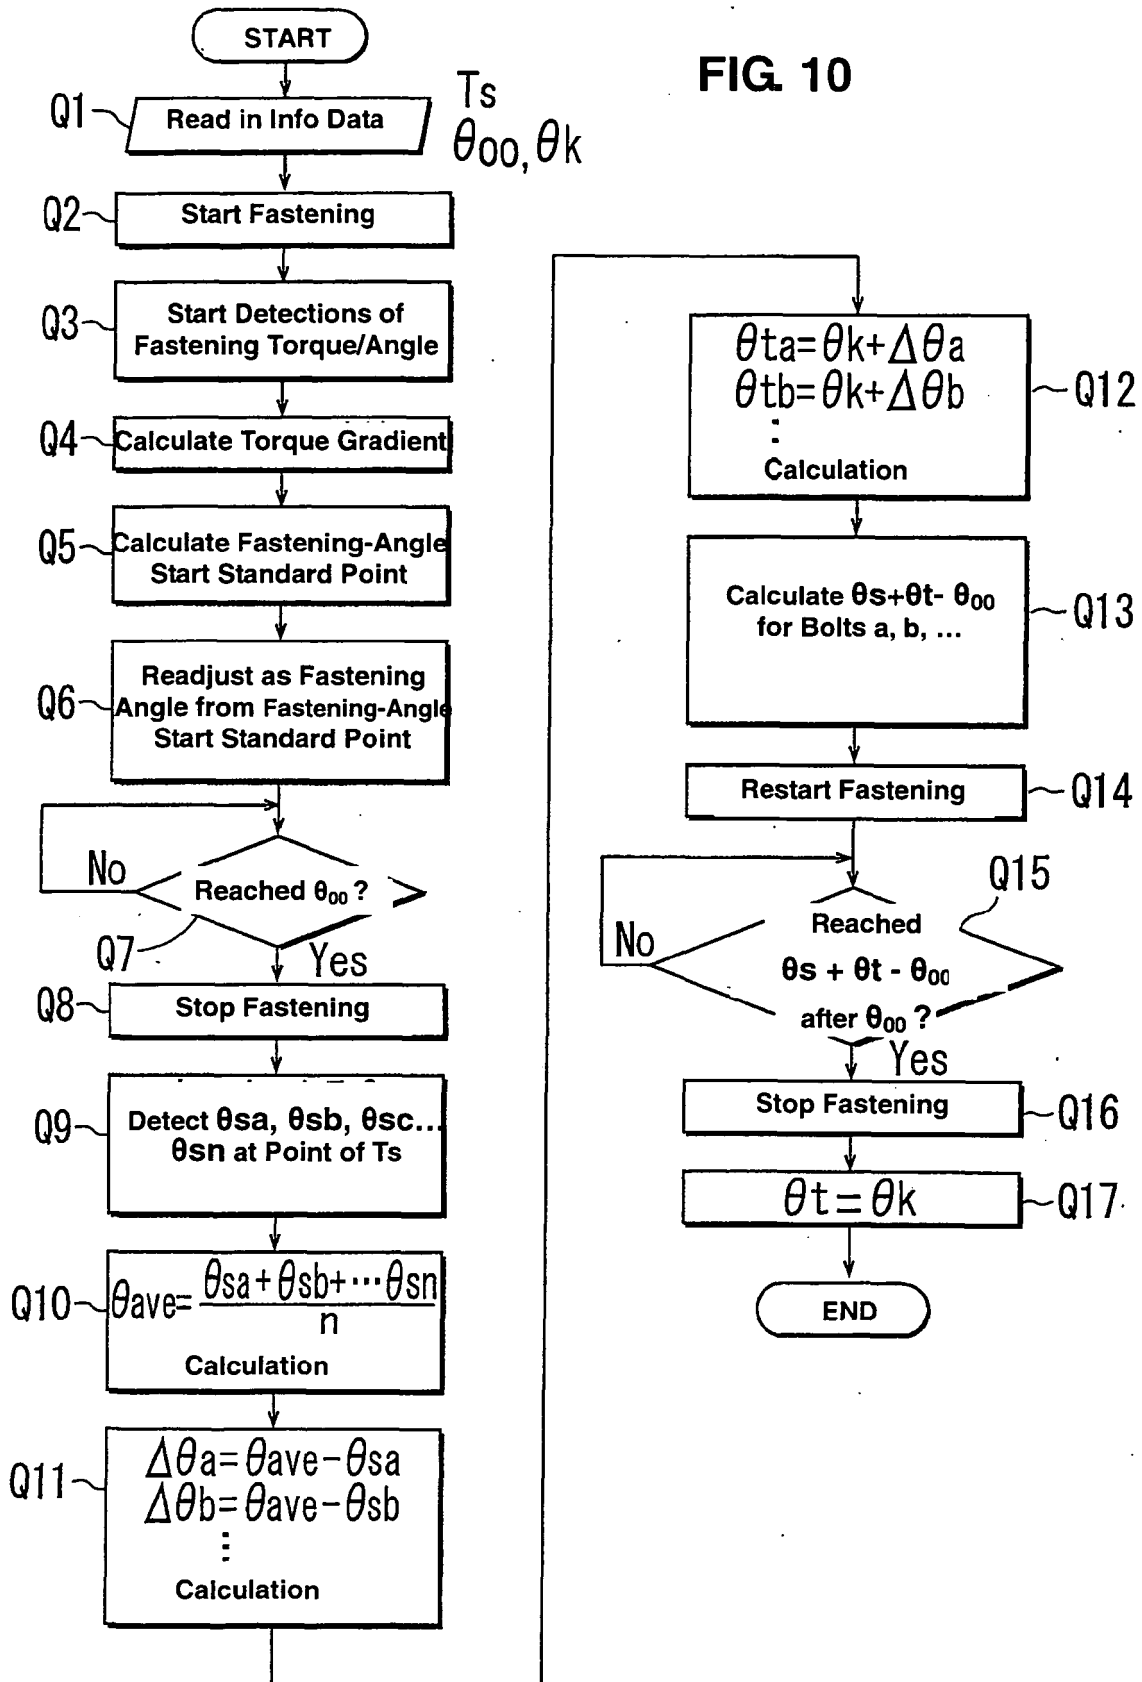 FIG. 10
START
Q1
Read in Info Data
Ts
θ00, θk
Q2
Start Fastening
Q3
Start Detections of
Fastening Torque/Angle
Q4
Calculate Torque Gradient
Q5
Calculate Fastening-Angle
Start Standard Point
Q6
Readjust as Fastening
Angle from Fastening-Angle
Start Standard Point
No
Reached θ00 ?
Q7
Yes
Q8
Stop Fastening
Q9
Detect θsa, θsb, θsc...
θsn at Point of Ts
Q10
θave= θsa+θsb+···θsn
n
Calculation
Q11
Δθa=θave-θsa
Δθb=θave-θsb
⋮
Calculation
θta=θk+Δθa
θtb=θk+Δθb
⋮
Calculation
Q12
Calculate θs+θt- θ00
for Bolts a, b, ...
Q13
Restart Fastening
Q14
Q15
Reached
No
θs + θt - θ00
after θ00 ?
Yes
Stop Fastening
Q16
θt=θk
Q17
END